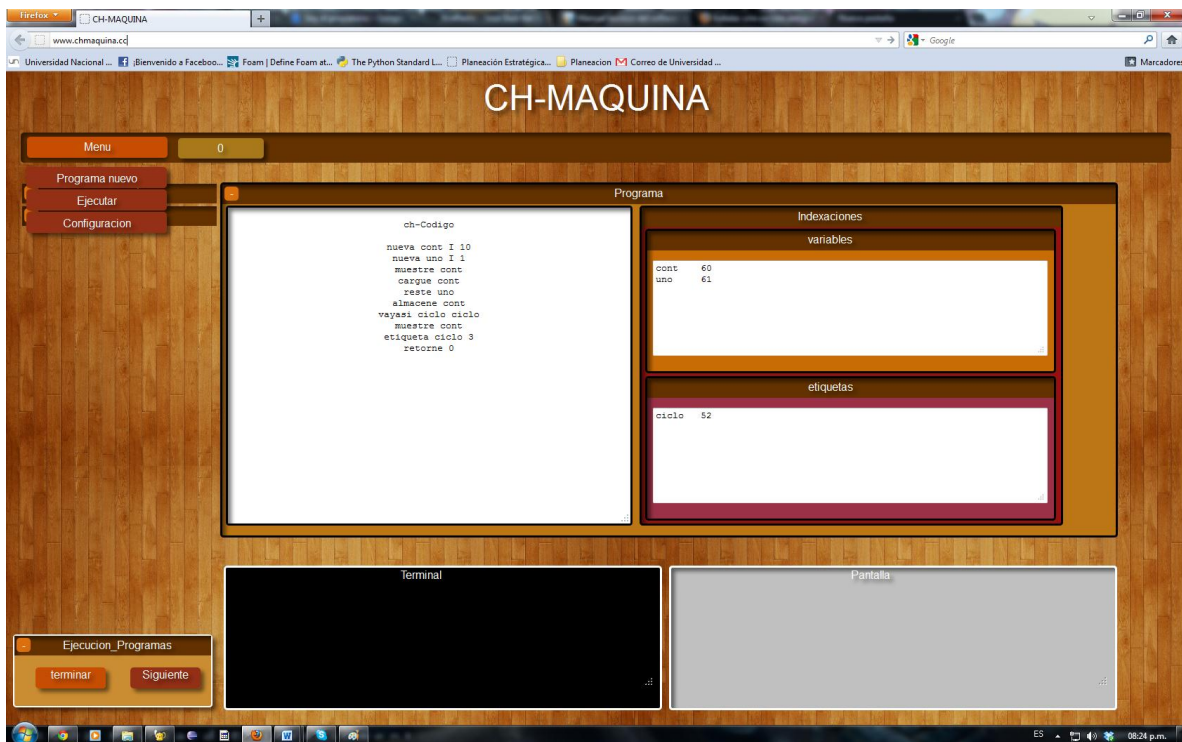 Firefox
CH-MAQUINA
www.chmaquina.cc
Google
Universidad Nacional ...
¡Bienvenido a Faceboo...
Foam | Define Foam at...
The Python Standard L...
Planeación Estratégica...
Planeacion
Correo de Universidad ...
Marcadores
CH-MAQUINA
Menu
0
Programa nuevo
Ejecutar
Configuracion
Programa
ch-Codigo
nueva cont I 10
nueva uno I 1
muestre cont
cargue cont
reste uno
almacene cont
vayasi ciclo ciclo
muestre cont
etiqueta ciclo 3
retorne 0
Indexaciones
variables
cont 60
uno 61
etiquetas
ciclo 52
Terminal
Pantalla
Ejecucion_Programas
terminar
Siguiente
ES
08:24 p.m.